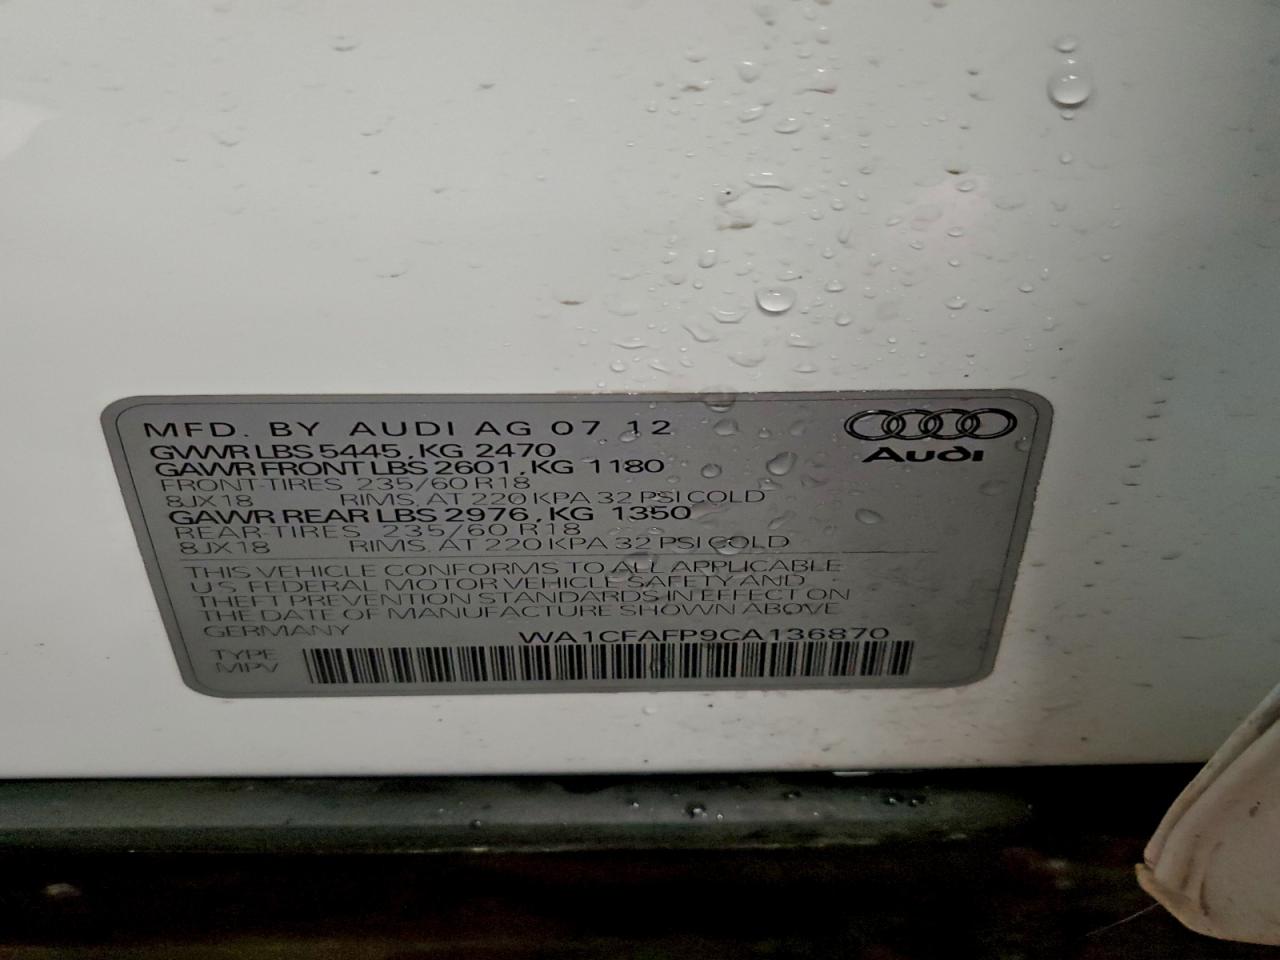 MFD. BY AUDI AG 07 12
Audi
GVWR LBS 5445, KG 2470
GAWR FRONT LBS 2601, KG 1180
FRONT-TIRES 235/60 R18
8JX18 RIMS, AT 220 KPA 32 PSI COLD
GAWR REAR LBS 2976, KG 1350
REAR-TIRES 235/60 R18
8JX18 RIMS, AT 220 KPA 32 PSI COLD
THIS VEHICLE CONFORMS TO ALL APPLICABLE
U S FEDERAL MOTOR VEHICLE SAFETY AND
THEFT PREVENTION STANDARDS IN EFFECT ON
THE DATE OF MANUFACTURE SHOWN ABOVE
GERMANY WA1CFAFP9CA136870
TYPE
MPV